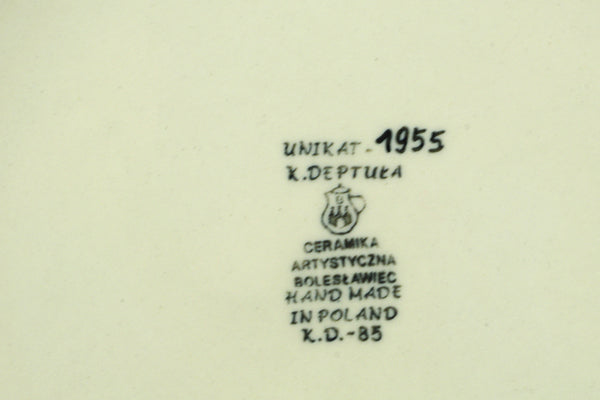 UNIKAT-1955
K.DEPTUŁA
CERAMIKA
ARTYSTYCZNA
BOLESŁAWIEC
HAND MADE
IN POLAND
K.D.-85